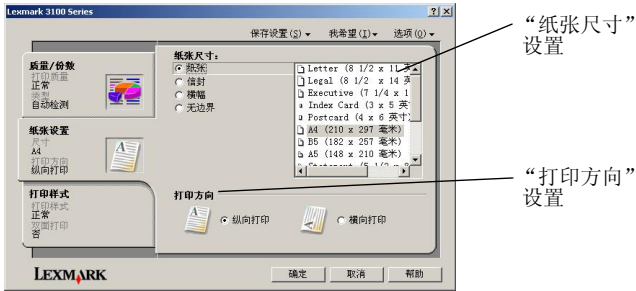 Lexmark 3100 Series
保存设置(S)
我希望(I)
选项(O)
质量/份数
打印质量
正常
类型
自动检测
纸张设置
尺寸
A4
打印方向
纵向打印
打印样式
打印样式
正常
双面打印
否
纸张尺寸:
纸张
信封
横幅
无边界
Letter (8 1/2 x 11 英
Legal (8 1/2 x 14 英
Executive (7 1/4 x 1
Index Card (3 x 5 英寸
Postcard (4 x 6 英寸)
A4 (210 x 297 毫米)
B5 (182 x 257 毫米)
A5 (148 x 210 毫米)
Statement (5 1/2 x 8
打印方向
纵向打印
横向打印
LEXMARK
确定
取消
帮助
“纸张尺寸”
设置
“打印方向”
设置